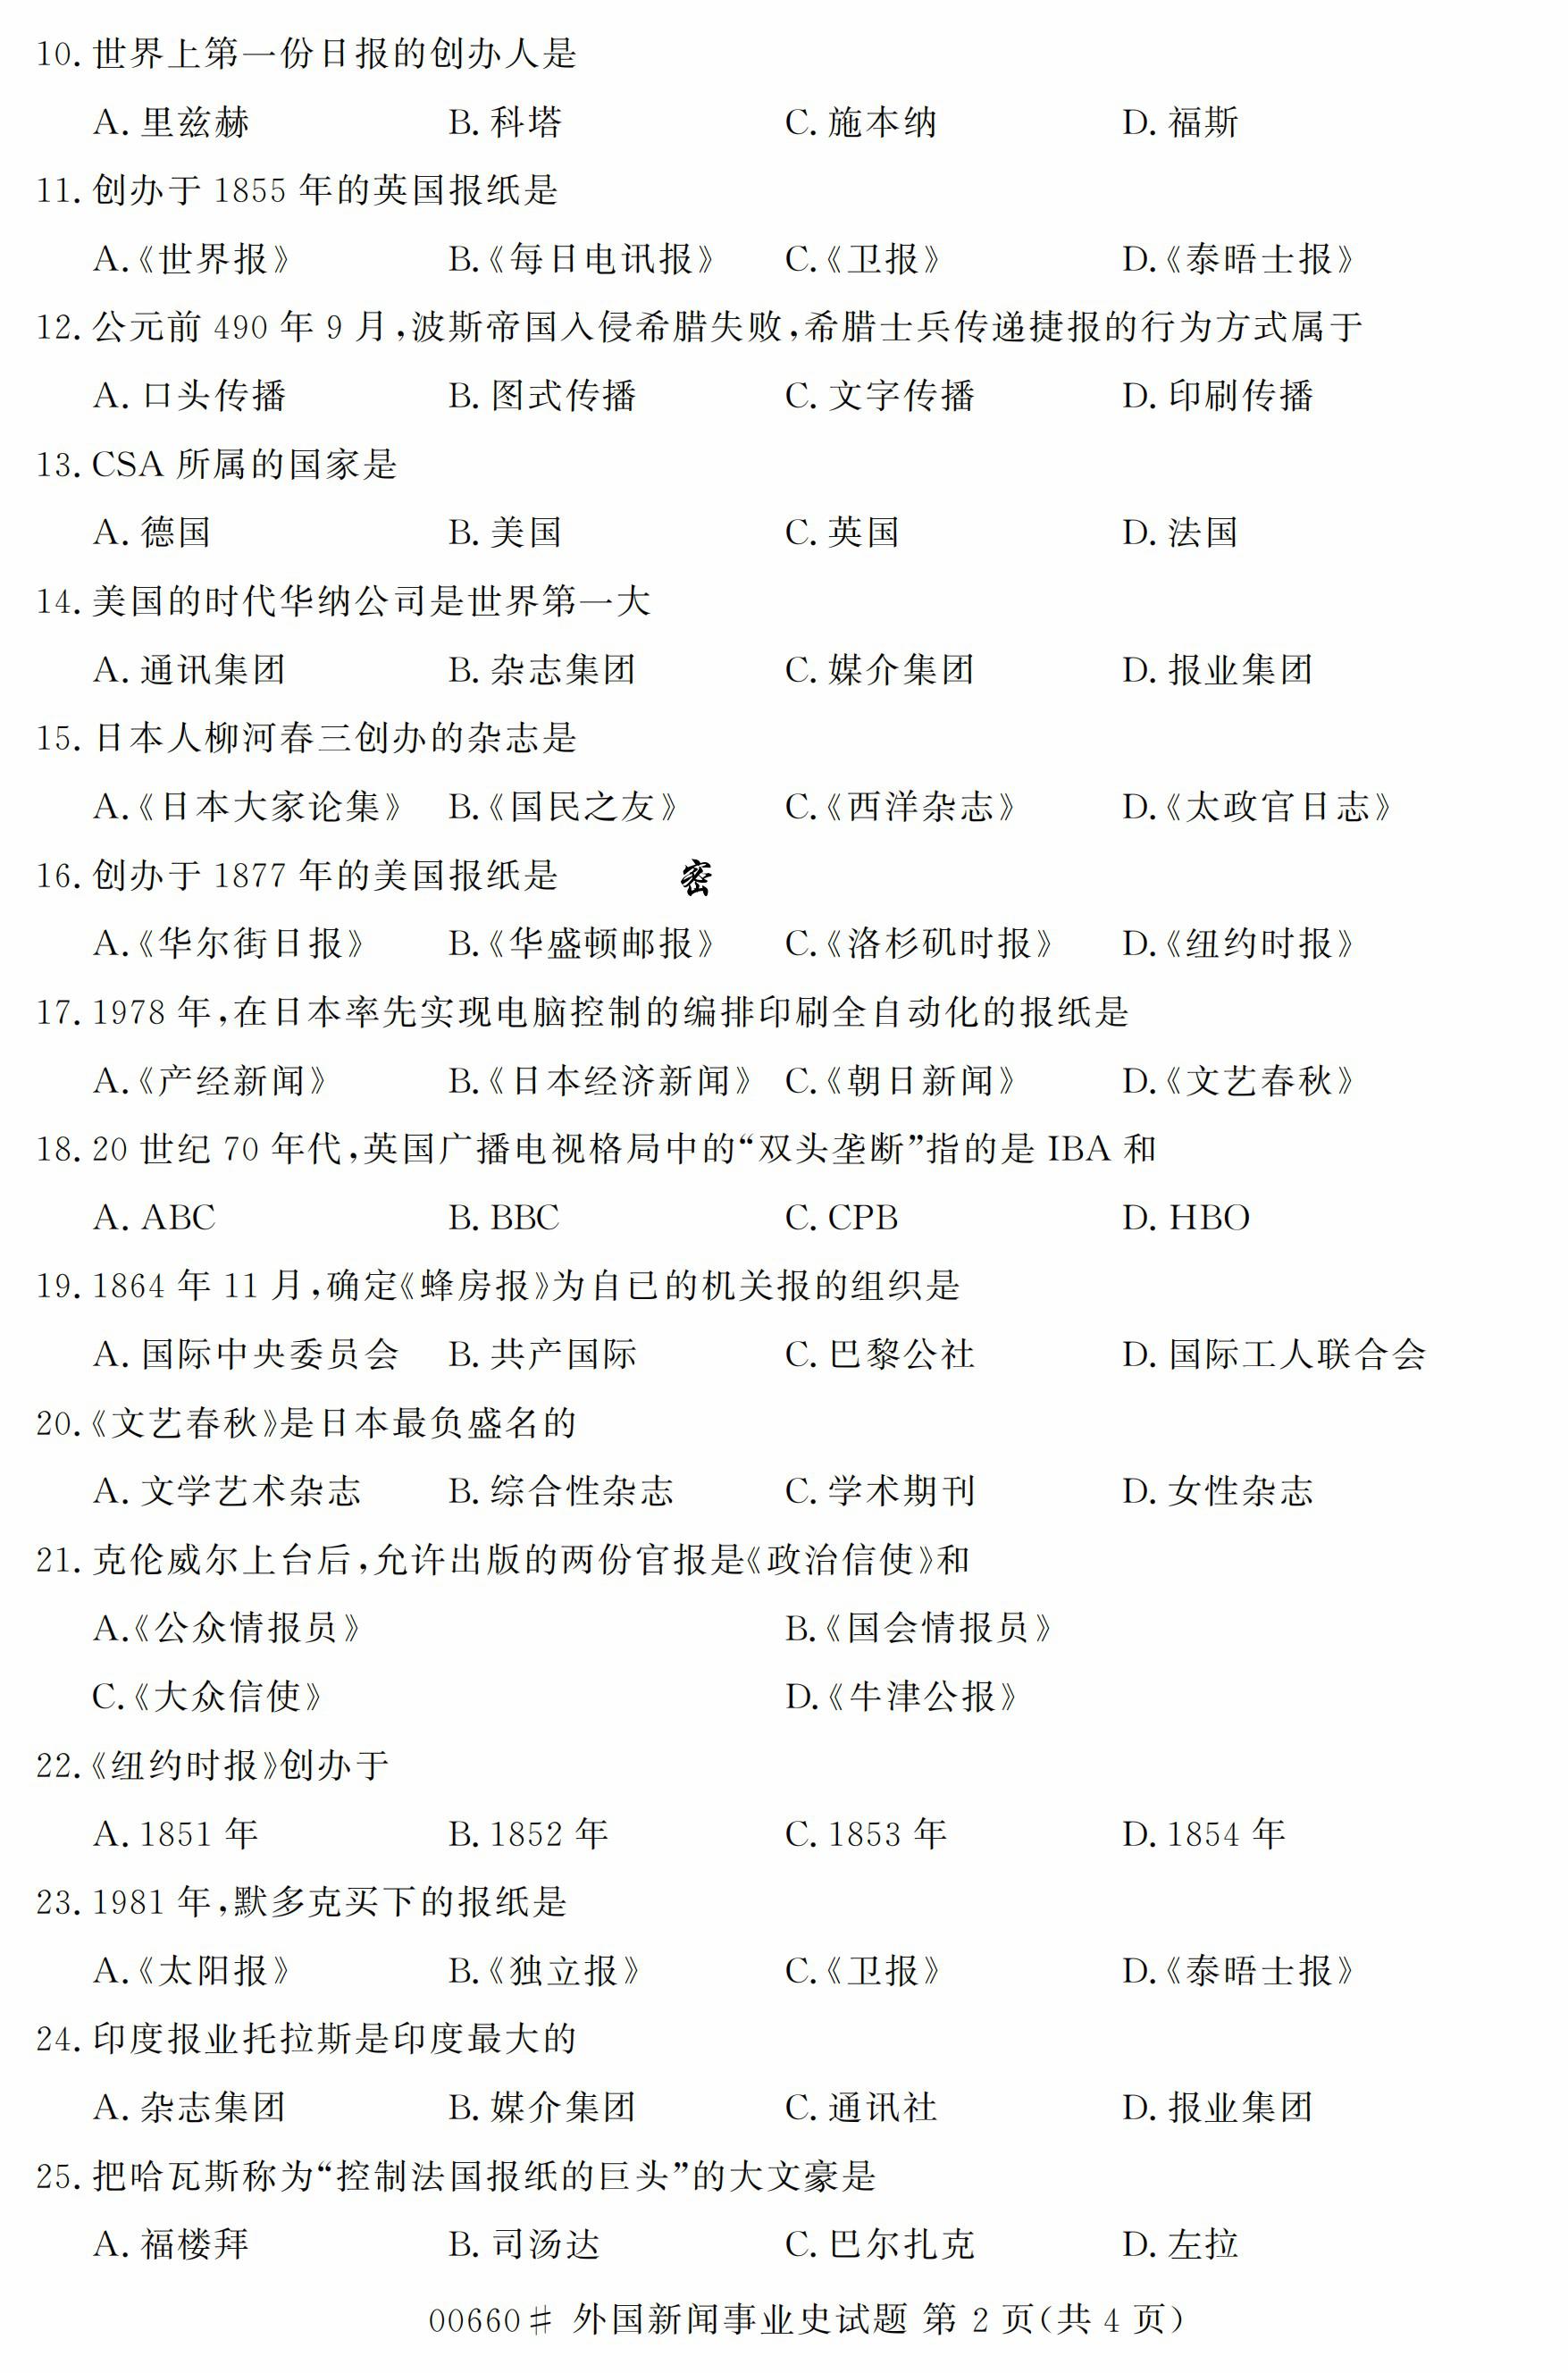 10. 世界上第一份日报的创办人是
A. 里兹赫 B. 科塔 C. 施本纳 D. 福斯
11. 创办于 1855 年的英国报纸是
A.《世界报》 B.《每日电讯报》 C.《卫报》 D.《泰晤士报》
12. 公元前 490 年 9 月,波斯帝国入侵希腊失败,希腊士兵传递捷报的行为方式属于
A. 口头传播 B. 图式传播 C. 文字传播 D. 印刷传播
13. CSA 所属的国家是
A. 德国 B. 美国 C. 英国 D. 法国
14. 美国的时代华纳公司是世界第一大
A. 通讯集团 B. 杂志集团 C. 媒介集团 D. 报业集团
15. 日本人柳河春三创办的杂志是
A.《日本大家论集》 B.《国民之友》 C.《西洋杂志》 D.《太政官日志》
16. 创办于 1877 年的美国报纸是 密
A.《华尔街日报》 B.《华盛顿邮报》 C.《洛杉矶时报》 D.《纽约时报》
17. 1978 年,在日本率先实现电脑控制的编排印刷全自动化的报纸是
A.《产经新闻》 B.《日本经济新闻》 C.《朝日新闻》 D.《文艺春秋》
18. 20 世纪 70 年代,英国广播电视格局中的“双头垄断”指的是 IBA 和
A. ABC B. BBC C. CPB D. HBO
19. 1864 年 11 月,确定《蜂房报》为自已的机关报的组织是
A. 国际中央委员会 B. 共产国际 C. 巴黎公社 D. 国际工人联合会
20.《文艺春秋》是日本最负盛名的
A. 文学艺术杂志 B. 综合性杂志 C. 学术期刊 D. 女性杂志
21. 克伦威尔上台后,允许出版的两份官报是《政治信使》和
A.《公众情报员》 B.《国会情报员》
C.《大众信使》 D.《牛津公报》
22.《纽约时报》创办于
A. 1851 年 B. 1852 年 C. 1853 年 D. 1854 年
23. 1981 年,默多克买下的报纸是
A.《太阳报》 B.《独立报》 C.《卫报》 D.《泰晤士报》
24. 印度报业托拉斯是印度最大的
A. 杂志集团 B. 媒介集团 C. 通讯社 D. 报业集团
25. 把哈瓦斯称为“控制法国报纸的巨头”的大文豪是
A. 福楼拜 B. 司汤达 C. 巴尔扎克 D. 左拉
00660# 外国新闻事业史试题 第 2 页(共 4 页)